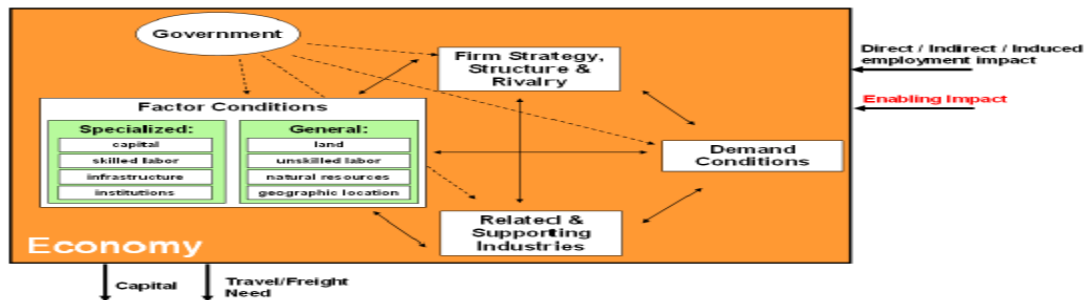 Government
Firm Strategy,
Structure &
Rivalry
Direct / Indirect / Induced
employment impact
Enabling Impact
Factor Conditions
Specialized:
capital
skilled labor
infrastructure
institutions
General:
land
unskilled labor
natural resources
geographic location
Demand
Conditions
Related &
Supporting
Industries
Economy
Capital
Travel/Freight
Need